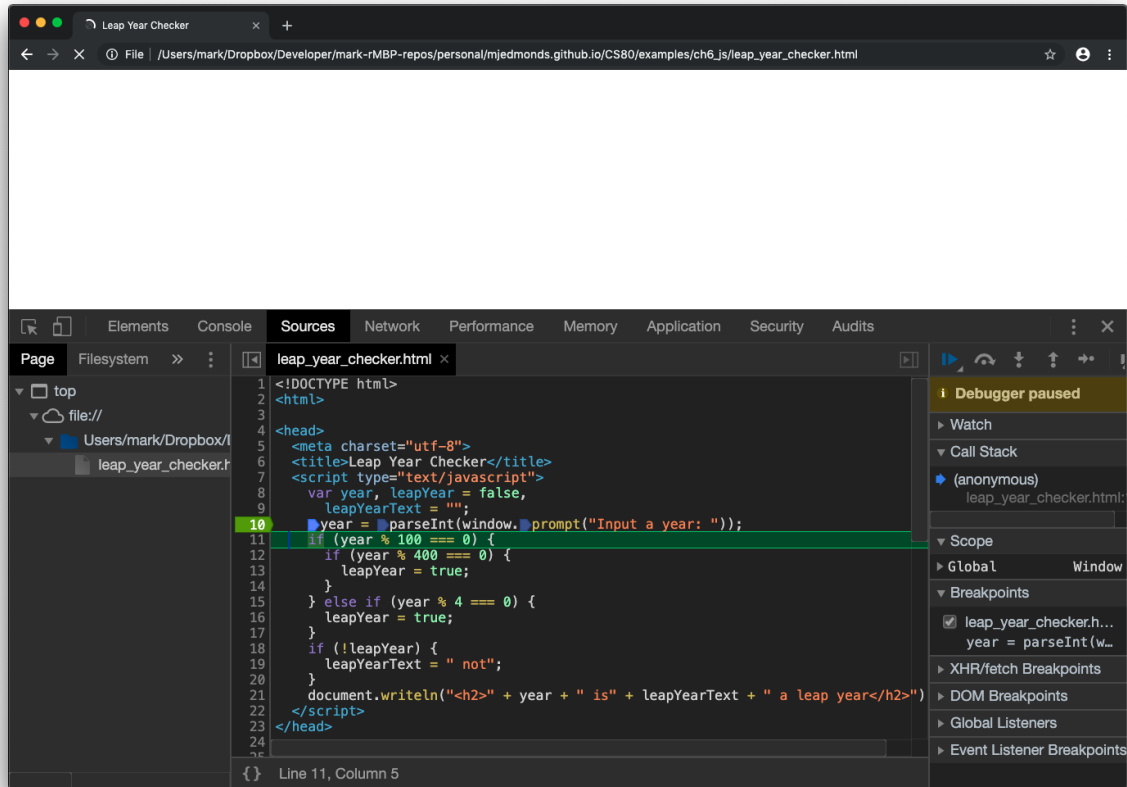 Leap Year Checker
File /Users/mark/Dropbox/Developer/mark-rMBP-repos/personal/mjedmonds.github.io/CS80/examples/ch6_js/leap_year_checker.html
Elements Console Sources Network Performance Memory Application Security Audits
Page Filesystem
top
file://
Users/mark/Dropbox/
leap_year_checker.h
leap_year_checker.html
1 <!DOCTYPE html>
2 <html>
3
4 <head>
5 <meta charset="utf-8">
6 <title>Leap Year Checker</title>
7 <script type="text/javascript">
8 var year, leapYear = false,
9 leapYearText = "";
10 year = parseInt(window.prompt("Input a year: "));
11 if (year % 100 === 0) {
12 if (year % 400 === 0) {
13 leapYear = true;
14 }
15 } else if (year % 4 === 0) {
16 leapYear = true;
17 }
18 if (!leapYear) {
19 leapYearText = " not";
20 }
21 document.writeln("<h2>" + year + " is" + leapYearText + " a leap year</h2>")
22 </script>
23 </head>
24
{} Line 11, Column 5
Debugger paused
Watch
Call Stack
(anonymous)
leap_year_checker.html:
Scope
Global Window
Breakpoints
leap_year_checker.h...
year = parseInt(w...
XHR/fetch Breakpoints
DOM Breakpoints
Global Listeners
Event Listener Breakpoints